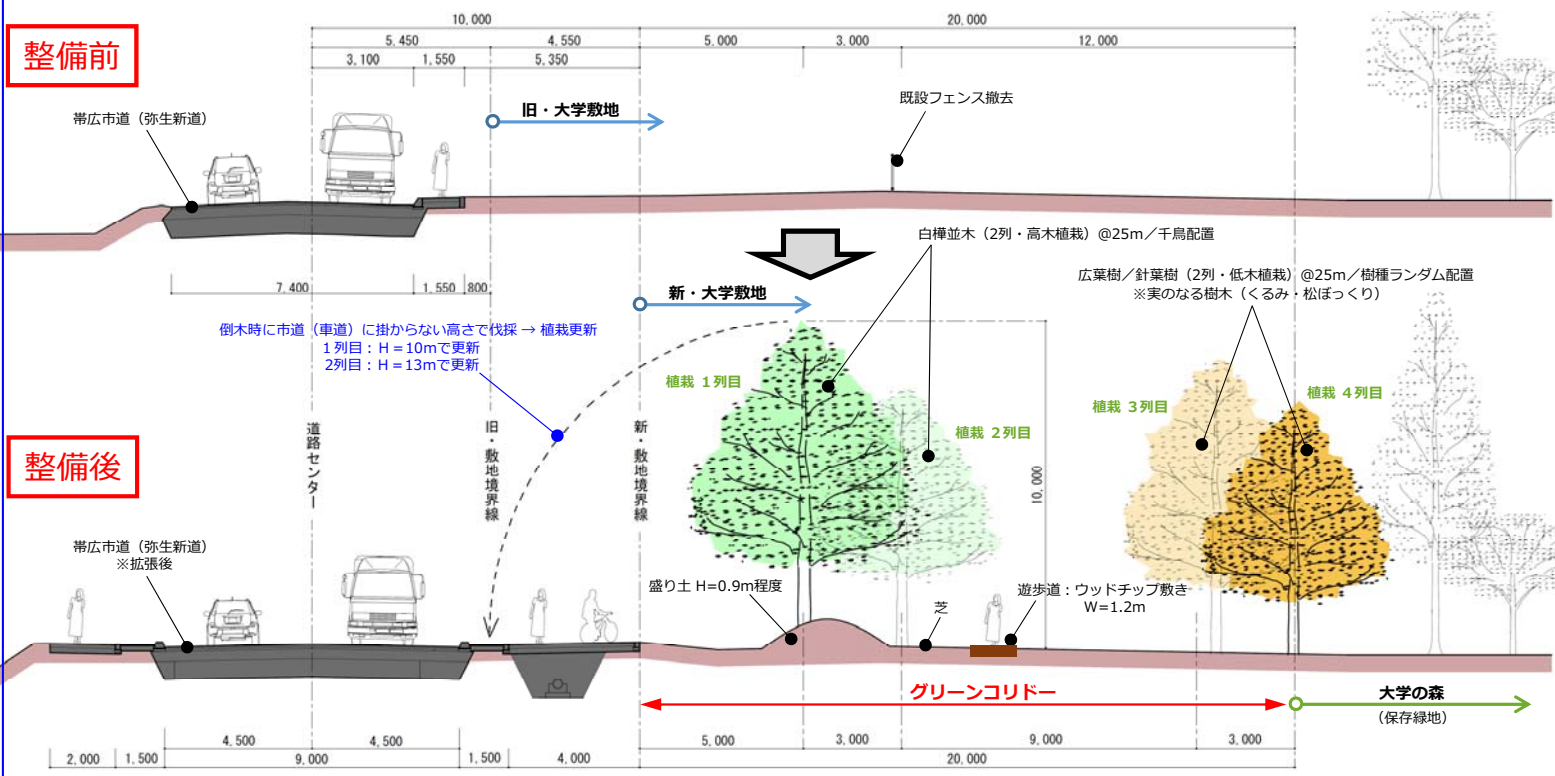 整備前
10,000
20,000
5,450
4,550
5,000
3,000
12,000
3,100
1,550
5,350
帯広市道（弥生新道）
旧・大学敷地
既設フェンス撤去
7,400
1,550
800
新・大学敷地
白樺並木（2列・高木植栽）@25m／千鳥配置
広葉樹／針葉樹（2列・低木植栽）@25m／樹種ランダム配置
※実のなる樹木（くるみ・松ぼっくり）
倒木時に市道（車道）に掛からない高さで伐採 → 植栽更新
1列目：H＝10mで更新
2列目：H＝13mで更新
植栽 1列目
植栽 2列目
植栽 3列目
植栽 4列目
整備後
道路センター
旧・敷地境界線
新・敷地境界線
10,000
帯広市道（弥生新道）
※拡張後
盛り土 H=0.9m程度
芝
遊歩道：ウッドチップ敷き
W=1.2m
グリーンコリドー
大学の森
（保存緑地）
4,500
4,500
5,000
3,000
9,000
3,000
2,000
1,500
9,000
1,500
4,000
20,000